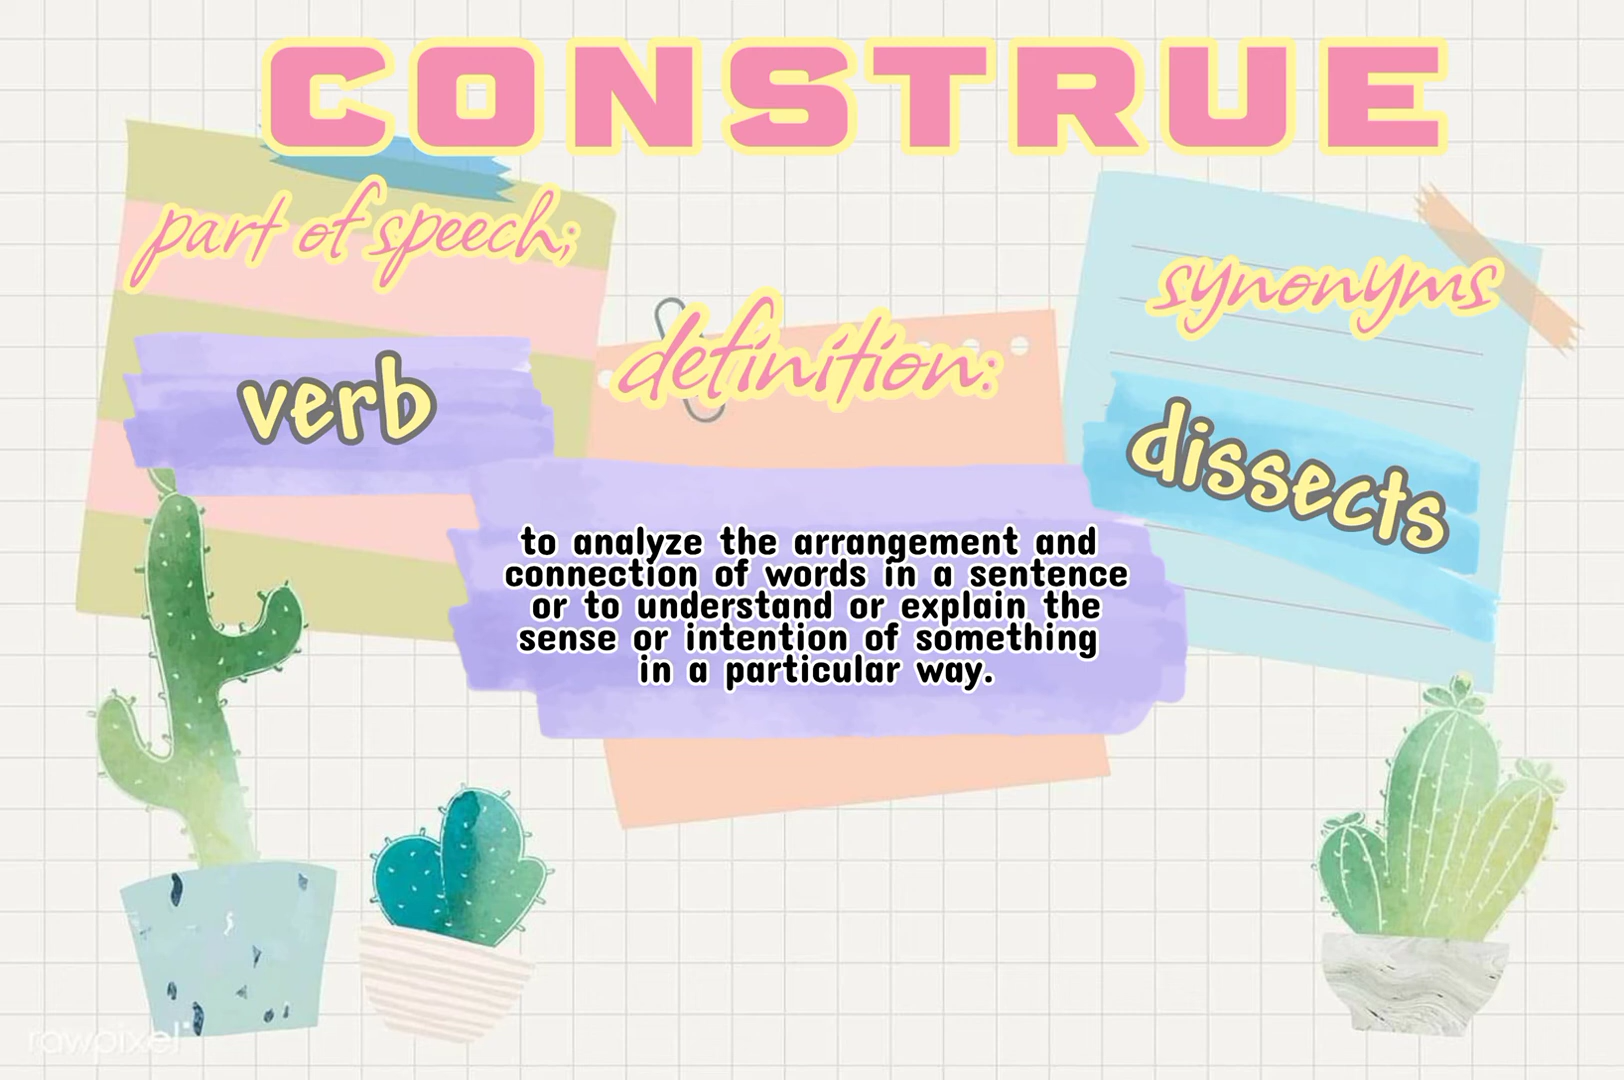 CONSTRUE
part of speech;
verb
definition:
to analyze the arrangement and
connection of words in a sentence
or to understand or explain the
sense or intention of something
in a particular way.
synonyms
dissects
rawpixel